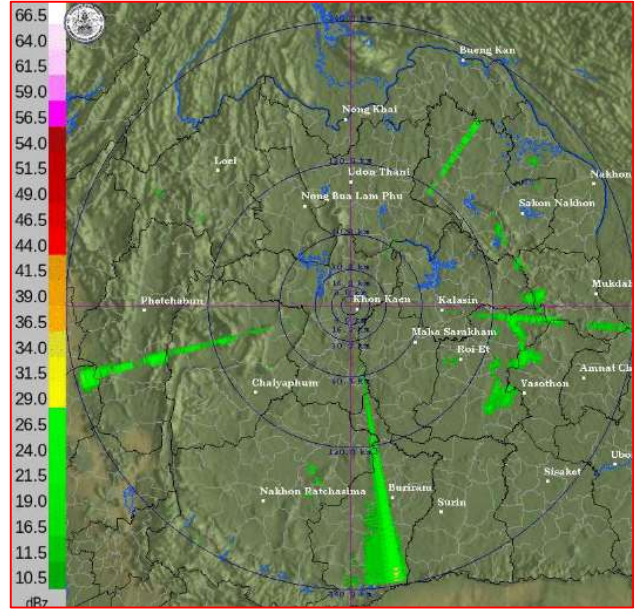 66.5
64.0
61.5
59.0
56.5
54.0
51.5
49.0
46.5
44.0
41.5
39.0
36.5
34.0
31.5
29.0
26.5
24.0
21.5
19.0
16.5
13.0
10.5
dBz
Bueng Kan
Nong Khai
Loei
Udon Thani
Nakhon
Nong Bua Lam Phu
Sakon Nakhon
Mukdah
Phetchabun
Khon Kaen
Kalasin
Maha Sarakham
Roi-Et
Amnat Ch
Chaiyaphum
Yasothon
Ubo
Sisaket
Nakhon Ratchasima
Buriram
Surin